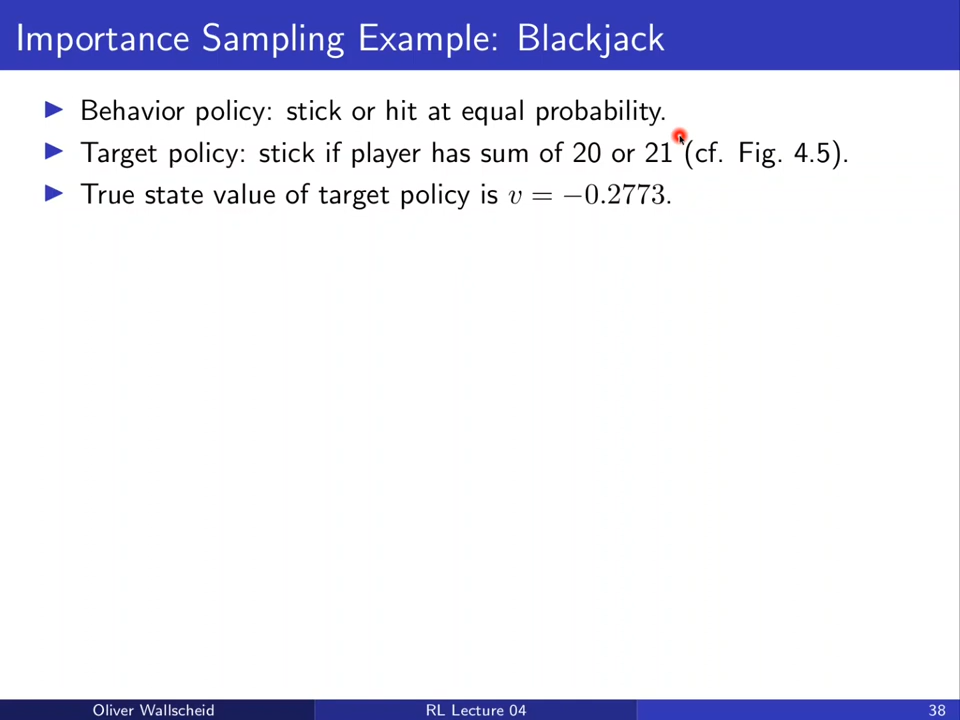 Importance Sampling Example: Blackjack
Behavior policy: stick or hit at equal probability.
Target policy: stick if player has sum of 20 or 21 (cf. Fig. 4.5).
True state value of target policy is v = −0.2773.
Oliver Wallscheid
RL Lecture 04
38